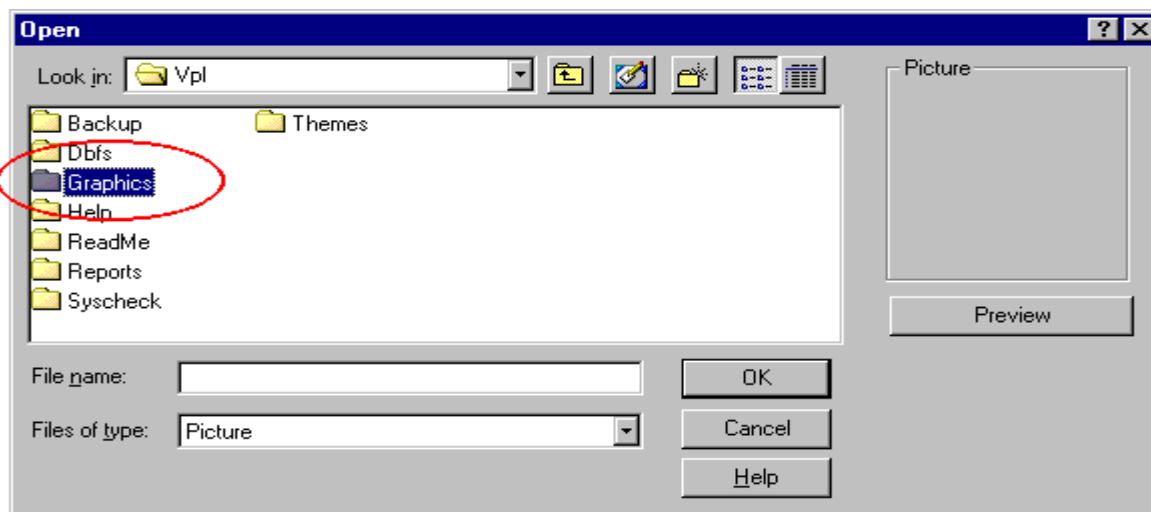 Open
Look in: Vpl
Picture
Backup Themes
Dbfs
Graphics
Help
ReadMe
Reports
Syscheck
Preview
File name: OK
Files of type: Picture Cancel
Help